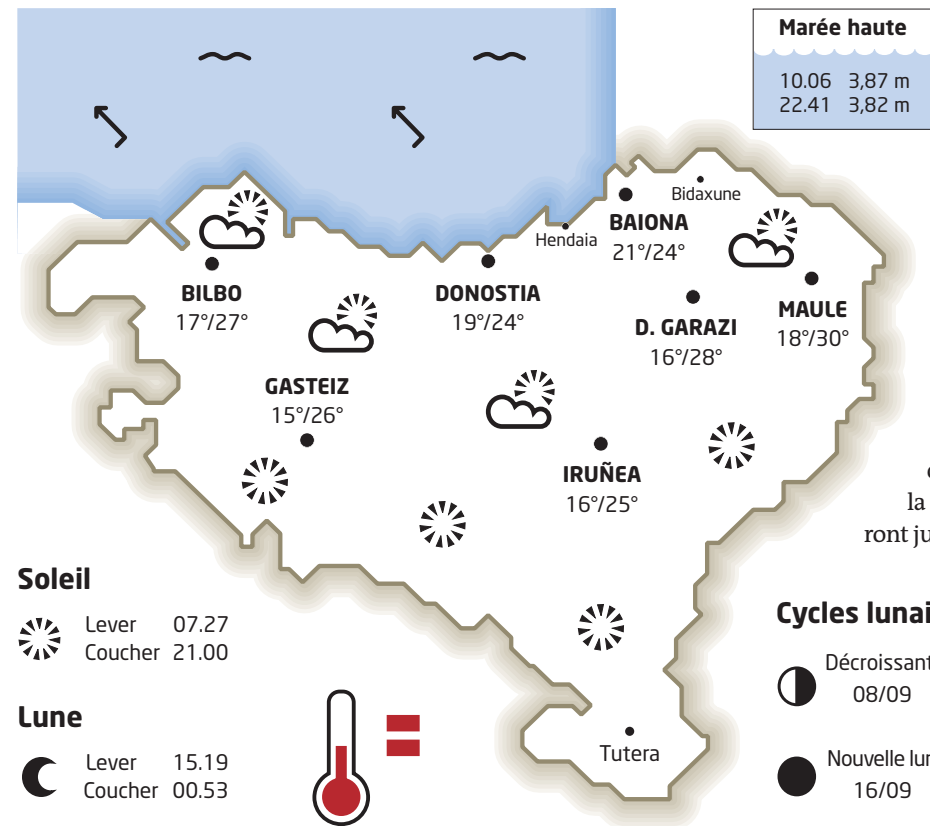 Marée haute
10.06 3,87 m
22.41 3,82 m
Bidaxune
BAIONA
21°/24°
Hendaia
BILBO
17°/27°
DONOSTIA
19°/24°
D. GARAZI
16°/28°
MAULE
18°/30°
GASTEIZ
15°/26°
IRUÑEA
16°/25°
la
ront ju
Soleil
Lever 07.27
Coucher 21.00
Lune
Lever 15.19
Coucher 00.53
Tutera
Cycles lunai
Décroissant
08/09
Nouvelle lun
16/09